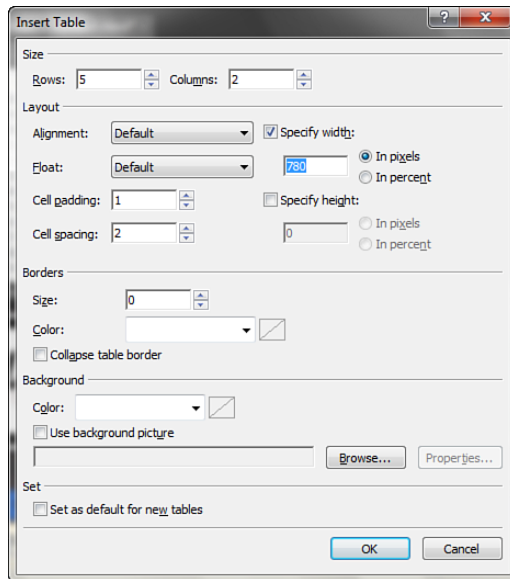 Insert Table
?
Size
Rows: 5 Columns: 2
Layout
Alignment: Default Specify width:
Float: Default 780 In pixels
In percent
Cell padding: 1 Specify height:
Cell spacing: 2 0 In pixels
In percent
Borders
Size: 0
Color:
Collapse table border
Background
Color:
Use background picture
Browse... Properties...
Set
Set as default for new tables
OK Cancel